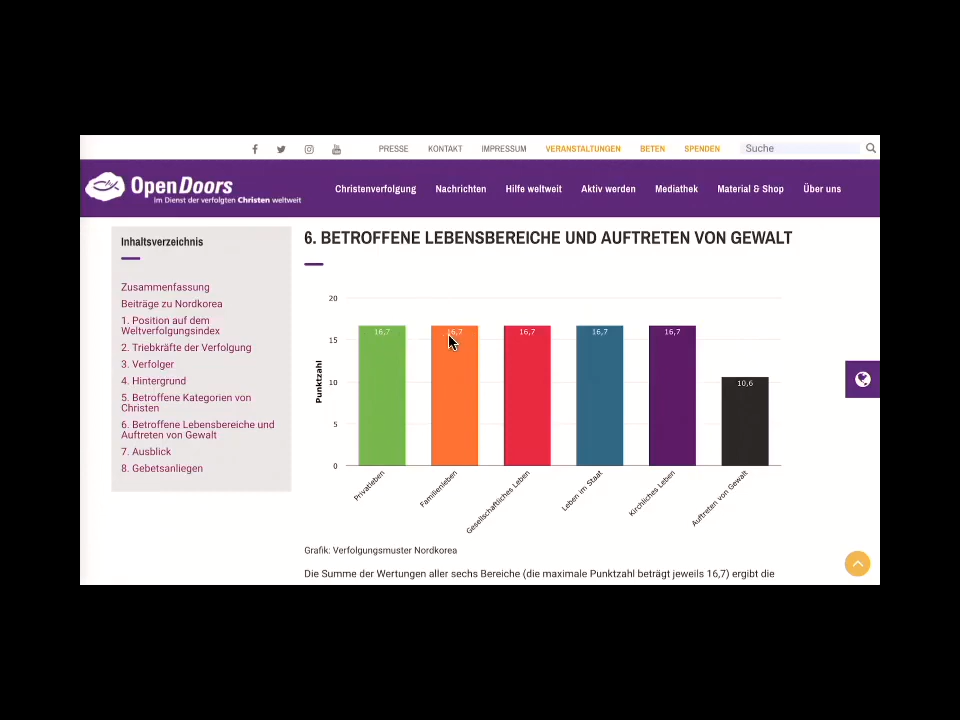 PRESSE KONTAKT IMPRESSUM VERANSTALTUNGEN BETEN SPENDEN Suche
Open Doors
Im Dienst der verfolgten Christen weltweit
Christenverfolgung Nachrichten Hilfe weltweit Aktiv werden Mediathek Material & Shop Über uns
Inhaltsverzeichnis
Zusammenfassung
Beiträge zu Nordkorea
1. Position auf dem
Weltverfolgungsindex
2. Triebkräfte der Verfolgung
3. Verfolger
4. Hintergrund
5. Betroffene Kategorien von
Christen
6. Betroffene Lebensbereiche und
Auftreten von Gewalt
7. Ausblick
8. Gebetsanliegen
6. BETROFFENE LEBENSBEREICHE UND AUFTRETEN VON GEWALT
Punktzahl
20
15
10
5
0
16,7 16,7 16,7 16,7 16,7 10,6
Privatleben
Familienleben
Gesellschaftliches Leben
Leben im Staat
Kirchliches Leben
Auftreten von Gewalt
Grafik: Verfolgungsmuster Nordkorea
Die Summe der Wertungen aller sechs Bereiche (die maximale Punktzahl beträgt jeweils 16,7) ergibt die